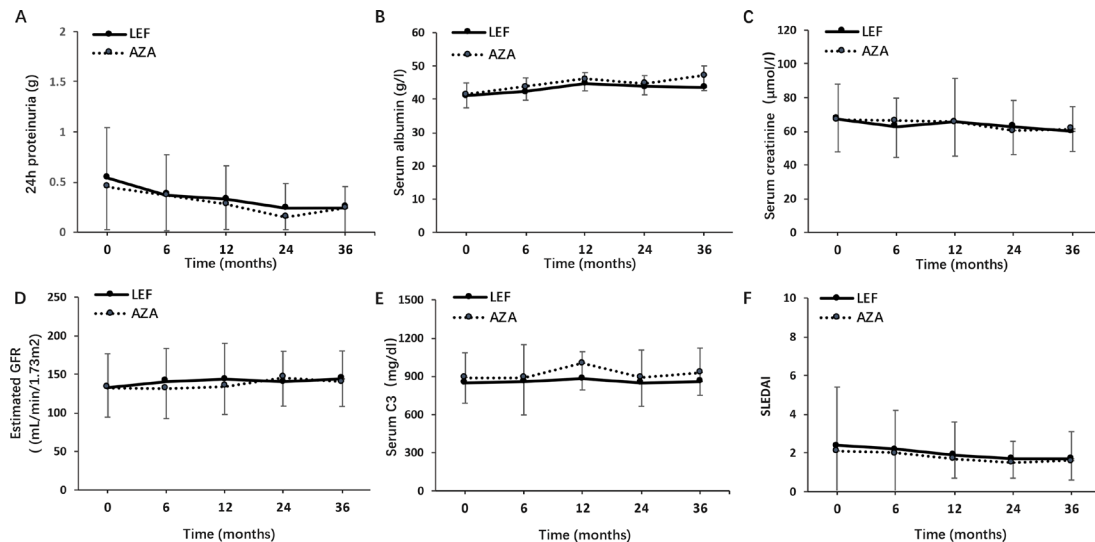 A
LEF
AZA
24h proteinuria (g)
2
1.5
1
0.5
0
0 6 12 24 36
Time (months)
B
LEF
AZA
Serum albumin (g/l)
60
50
40
30
20
10
0
0 6 12 24 36
Time (months)
C
LEF
AZA
Serum creatinine (μmol/l)
120
100
80
60
40
20
0
0 6 12 24 36
Time (months)
D
LEF
AZA
Estimated GFR
( (mL/min/1.73m2)
250
200
150
100
50
0
0 6 12 24 36
Time (months)
E
LEF
AZA
Serum C3 (mg/dl)
1500
1200
900
600
300
0
0 6 12 24 36
Time (months)
F
LEF
AZA
SLEDAI
10
8
6
4
2
0
0 6 12 24 36
Time (months)